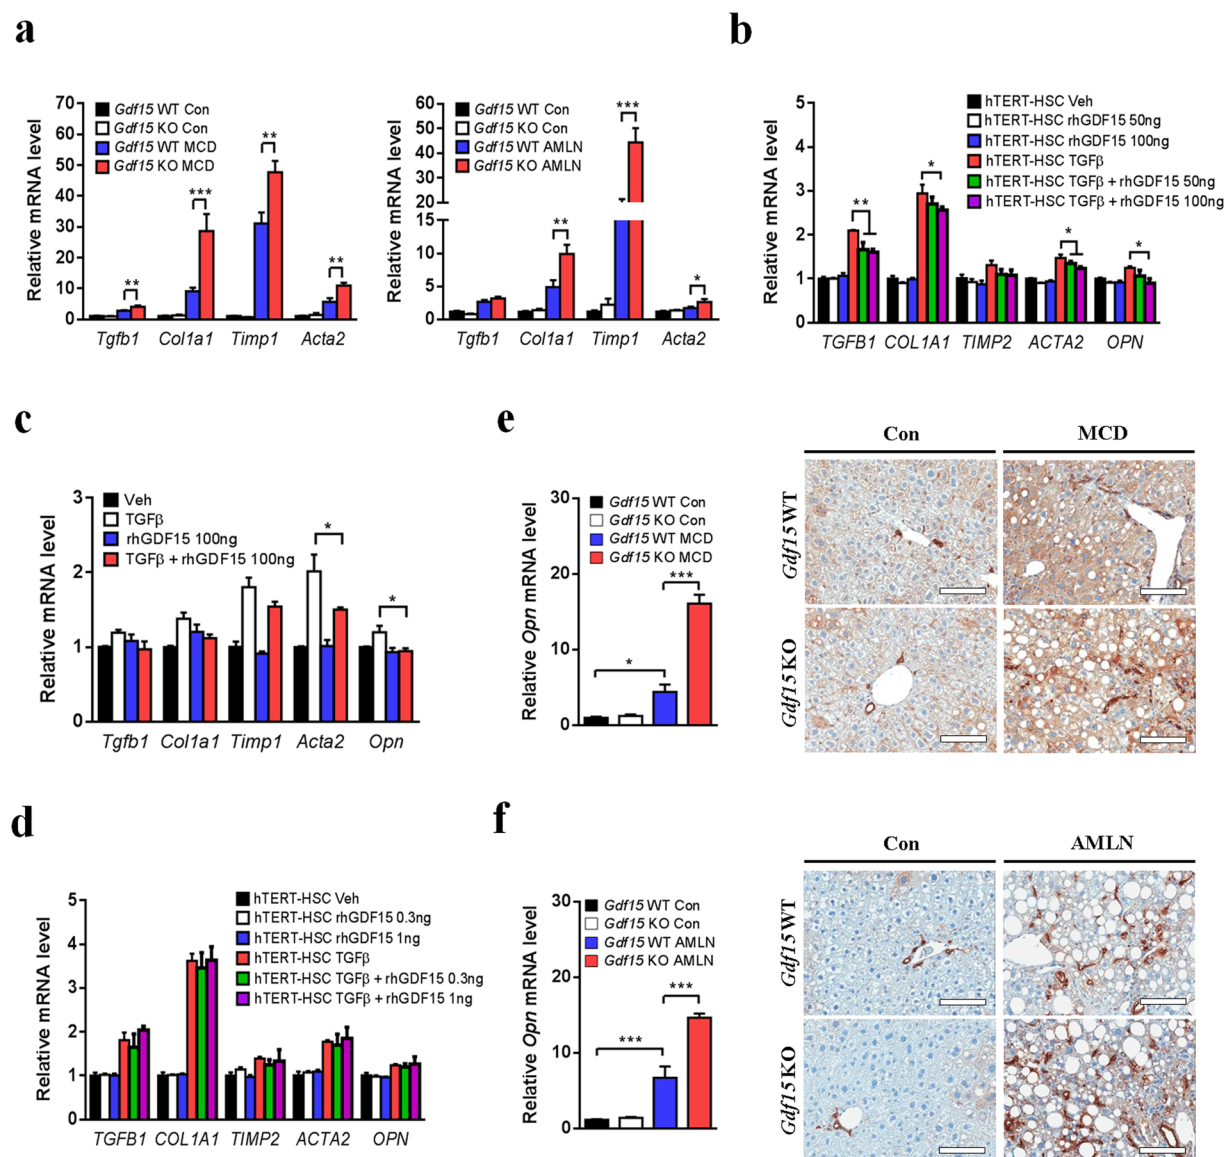 a
Relative mRNA level
70
60
50
40
30
20
10
0
Gdf15 WT Con
Gdf15 KO Con
Gdf15 WT MCD
Gdf15 KO MCD
**
***
**
**
Tgfb1 Col1a1 Timp1 Acta2
Relative mRNA level
60
50
40
30
20
15
10
5
0
Gdf15 WT Con
Gdf15 KO Con
Gdf15 WT AMLN
Gdf15 KO AMLN
**
***
*
Tgfb1 Col1a1 Timp1 Acta2
b
Relative mRNA level
5
4
3
2
1
0
hTERT-HSC Veh
hTERT-HSC rhGDF15 50ng
hTERT-HSC rhGDF15 100ng
hTERT-HSC TGFβ
hTERT-HSC TGFβ + rhGDF15 50ng
hTERT-HSC TGFβ + rhGDF15 100ng
**
*
*
*
TGFB1 COL1A1 TIMP2 ACTA2 OPN
c
Relative mRNA level
3
2
1
0
Veh
TGFβ
rhGDF15 100ng
TGFβ + rhGDF15 100ng
*
*
Tgfb1 Col1a1 Timp1 Acta2 Opn
e
Relative Opn mRNA level
30
20
10
0
Gdf15 WT Con
Gdf15 KO Con
Gdf15 WT MCD
Gdf15 KO MCD
***
*
Con MCD
Gdf15 WT
Gdf15 KO
d
Relative mRNA level
5
4
3
2
1
0
hTERT-HSC Veh
hTERT-HSC rhGDF15 0.3ng
hTERT-HSC rhGDF15 1ng
hTERT-HSC TGFβ
hTERT-HSC TGFβ + rhGDF15 0.3ng
hTERT-HSC TGFβ + rhGDF15 1ng
TGFB1 COL1A1 TIMP2 ACTA2 OPN
f
Relative Opn mRNA level
30
20
10
0
Gdf15 WT Con
Gdf15 KO Con
Gdf15 WT AMLN
Gdf15 KO AMLN
***
***
Con AMLN
Gdf15 WT
Gdf15 KO